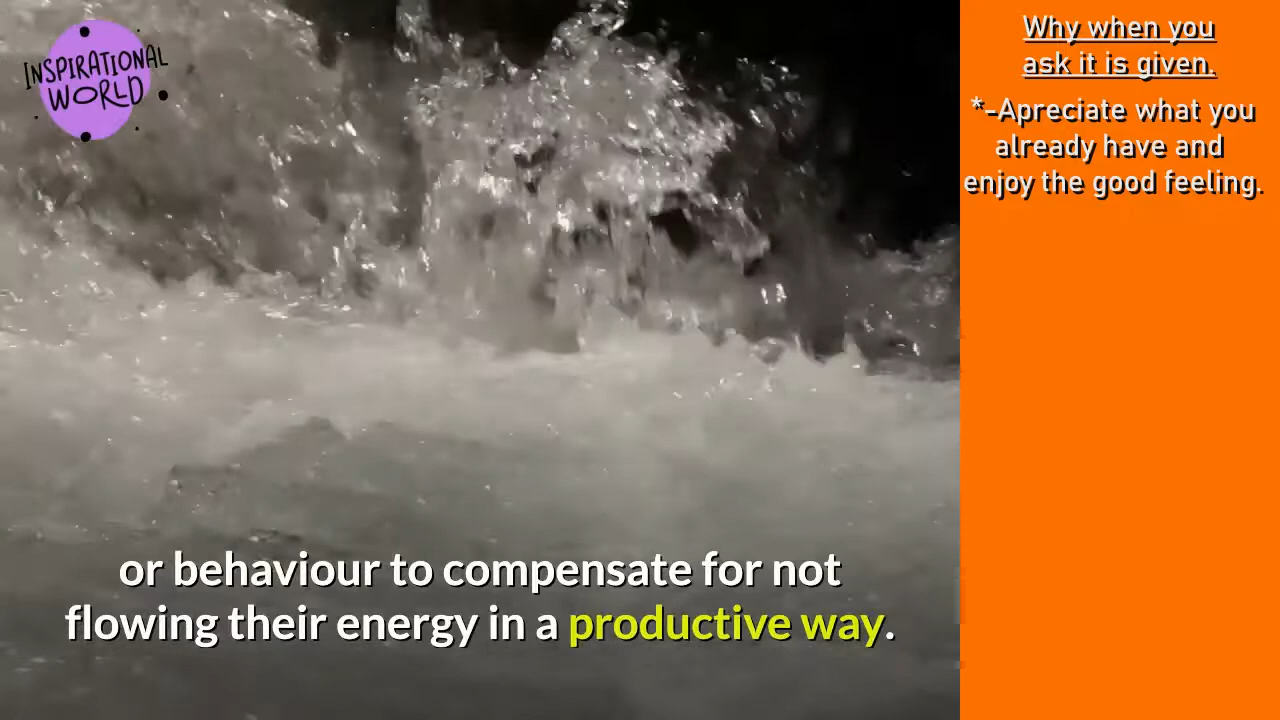 INSPIRATIONAL
WORLD
Why when you
ask it is given.
*-Apreciate what you
already have and
enjoy the good feeling.
or behaviour to compensate for not
flowing their energy in a productive way.